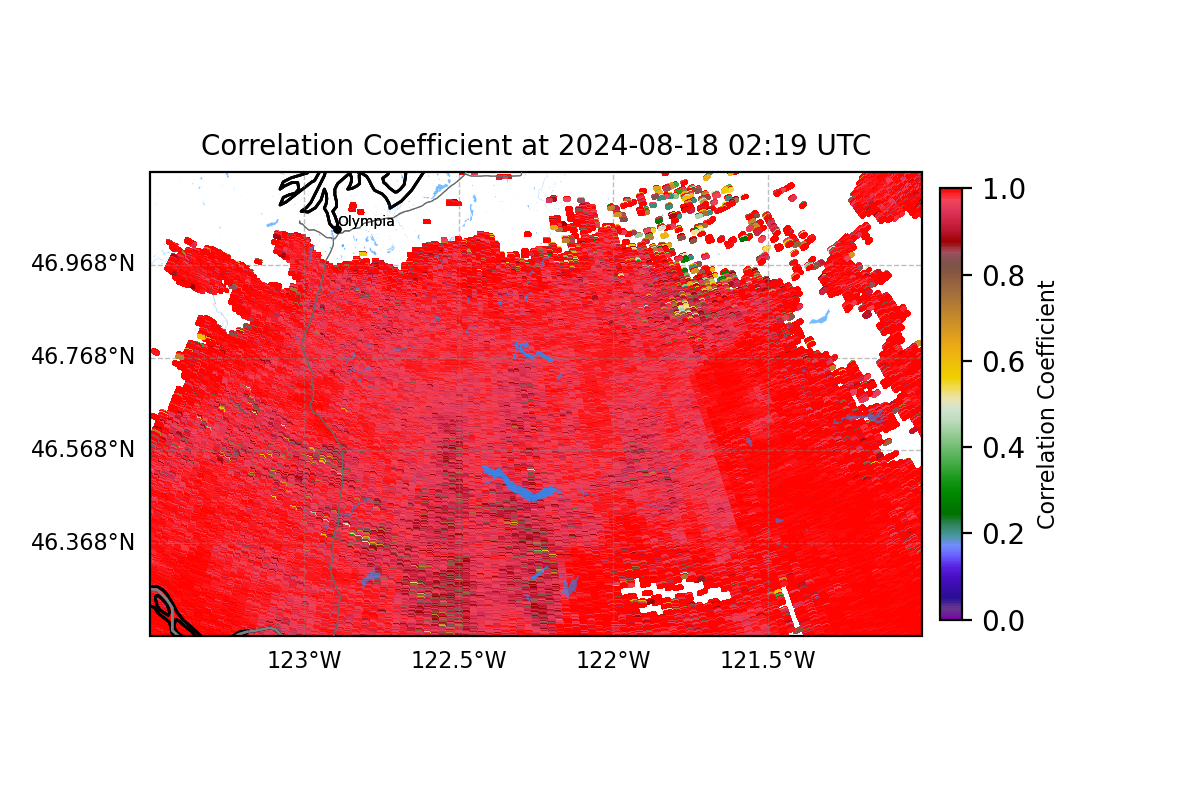 Correlation Coefficient at 2024-08-18 02:19 UTC
Olympia
46.968°N
46.768°N
46.568°N
46.368°N
123°W
122.5°W
122°W
121.5°W
1.0
0.8
0.6
0.4
0.2
0.0
Correlation Coefficient